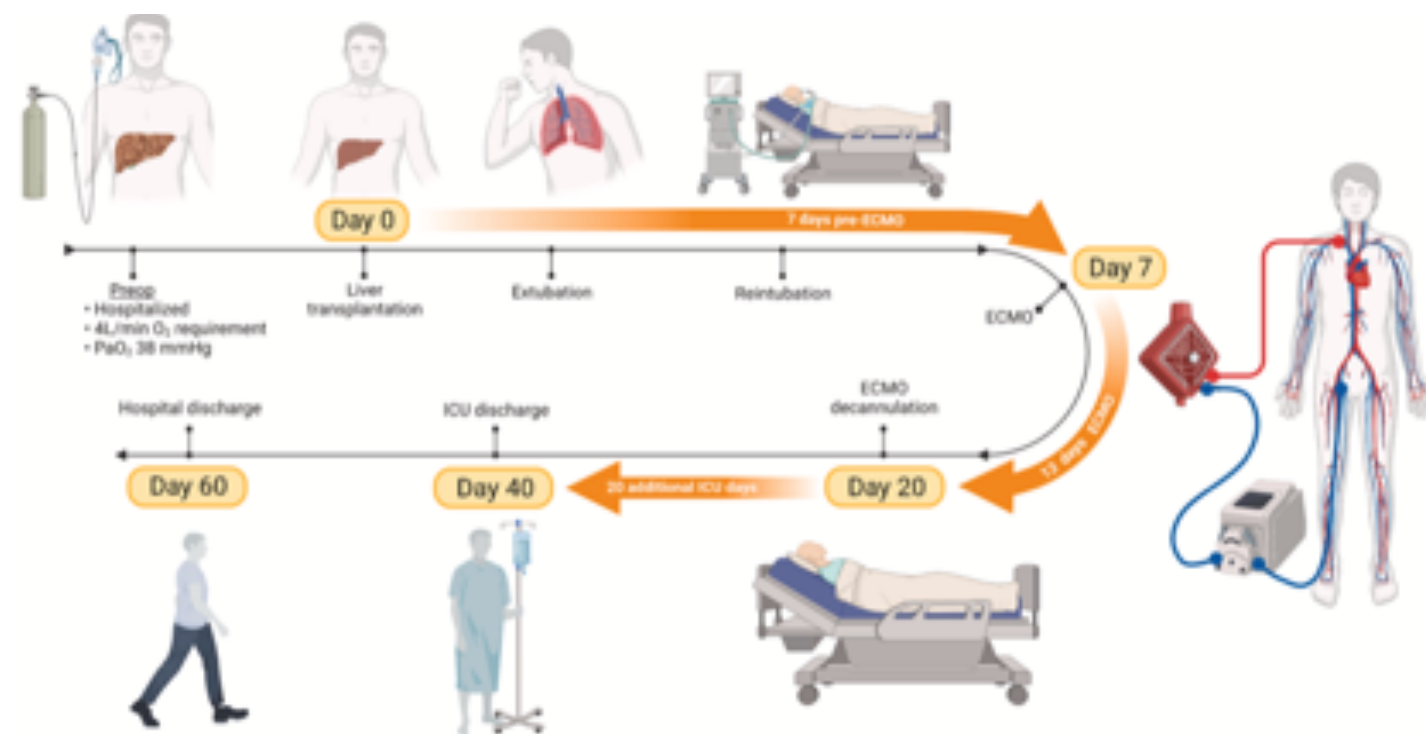 Day 0
7 days pre-ECMO
Day 7
Preop
• Hospitalized
• 4L/min O₂ requirement
• PaO₂ 38 mmHg
Liver
transplantation
Extubation
Reintubation
ECMO
13 days ECMO
Hospital discharge
ICU discharge
ECMO
decannulation
Day 60
Day 40
20 additional ICU days
Day 20